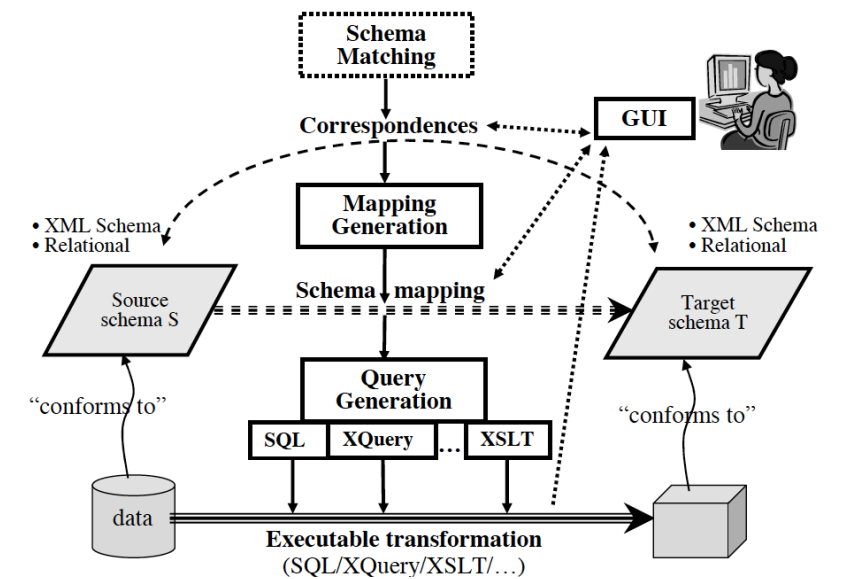 Schema
Matching
Correspondences
GUI
Mapping
Generation
• XML Schema
• Relational
• XML Schema
• Relational
Source
schema S
Schema mapping
Target
schema T
Query
Generation
“conforms to”
“conforms to”
SQL
XQuery
...
XSLT
data
Executable transformation
(SQL/XQuery/XSLT/…)